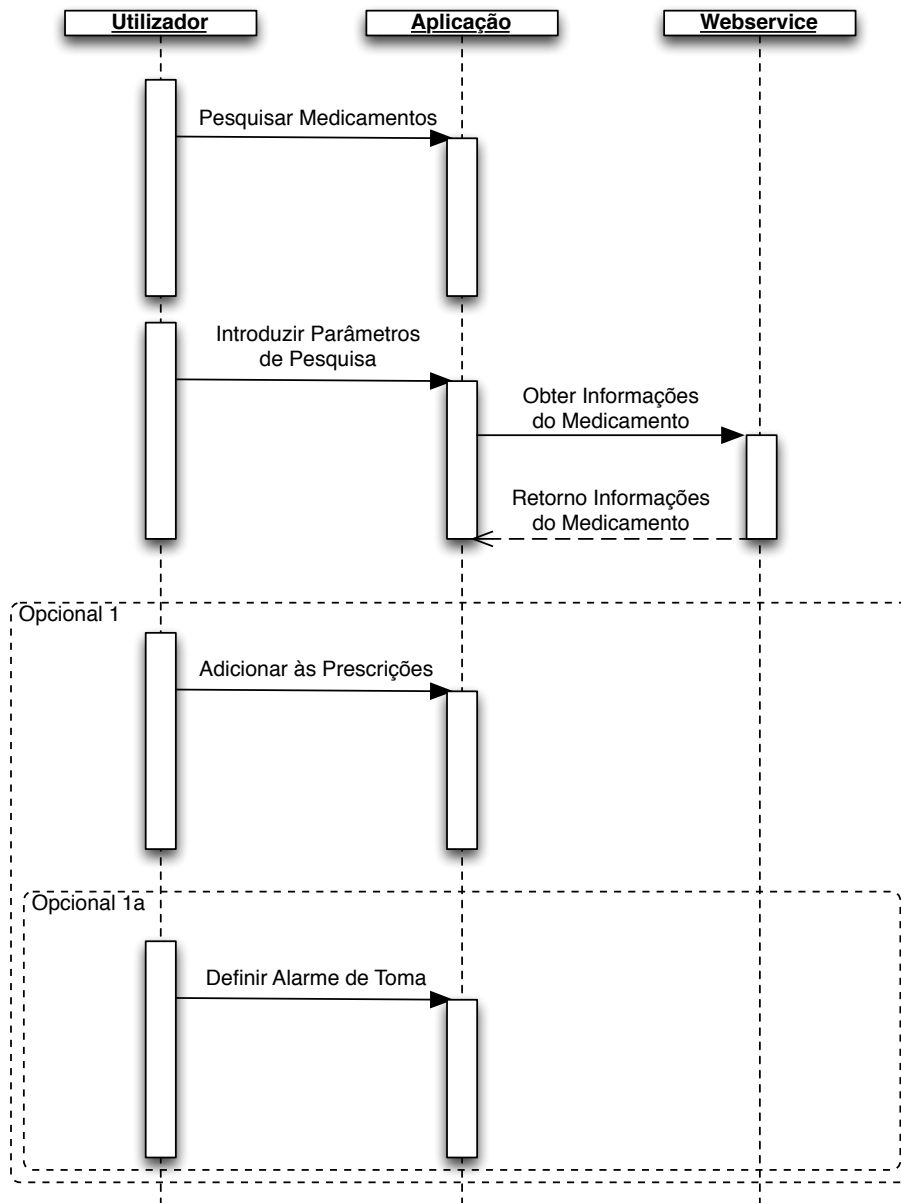 Utilizador
Aplicação
Webservice
Pesquisar Medicamentos
Introduzir Parâmetros
de Pesquisa
Obter Informações
do Medicamento
Retorno Informações
do Medicamento
Opcional 1
Adicionar às Prescrições
Opcional 1a
Definir Alarme de Toma